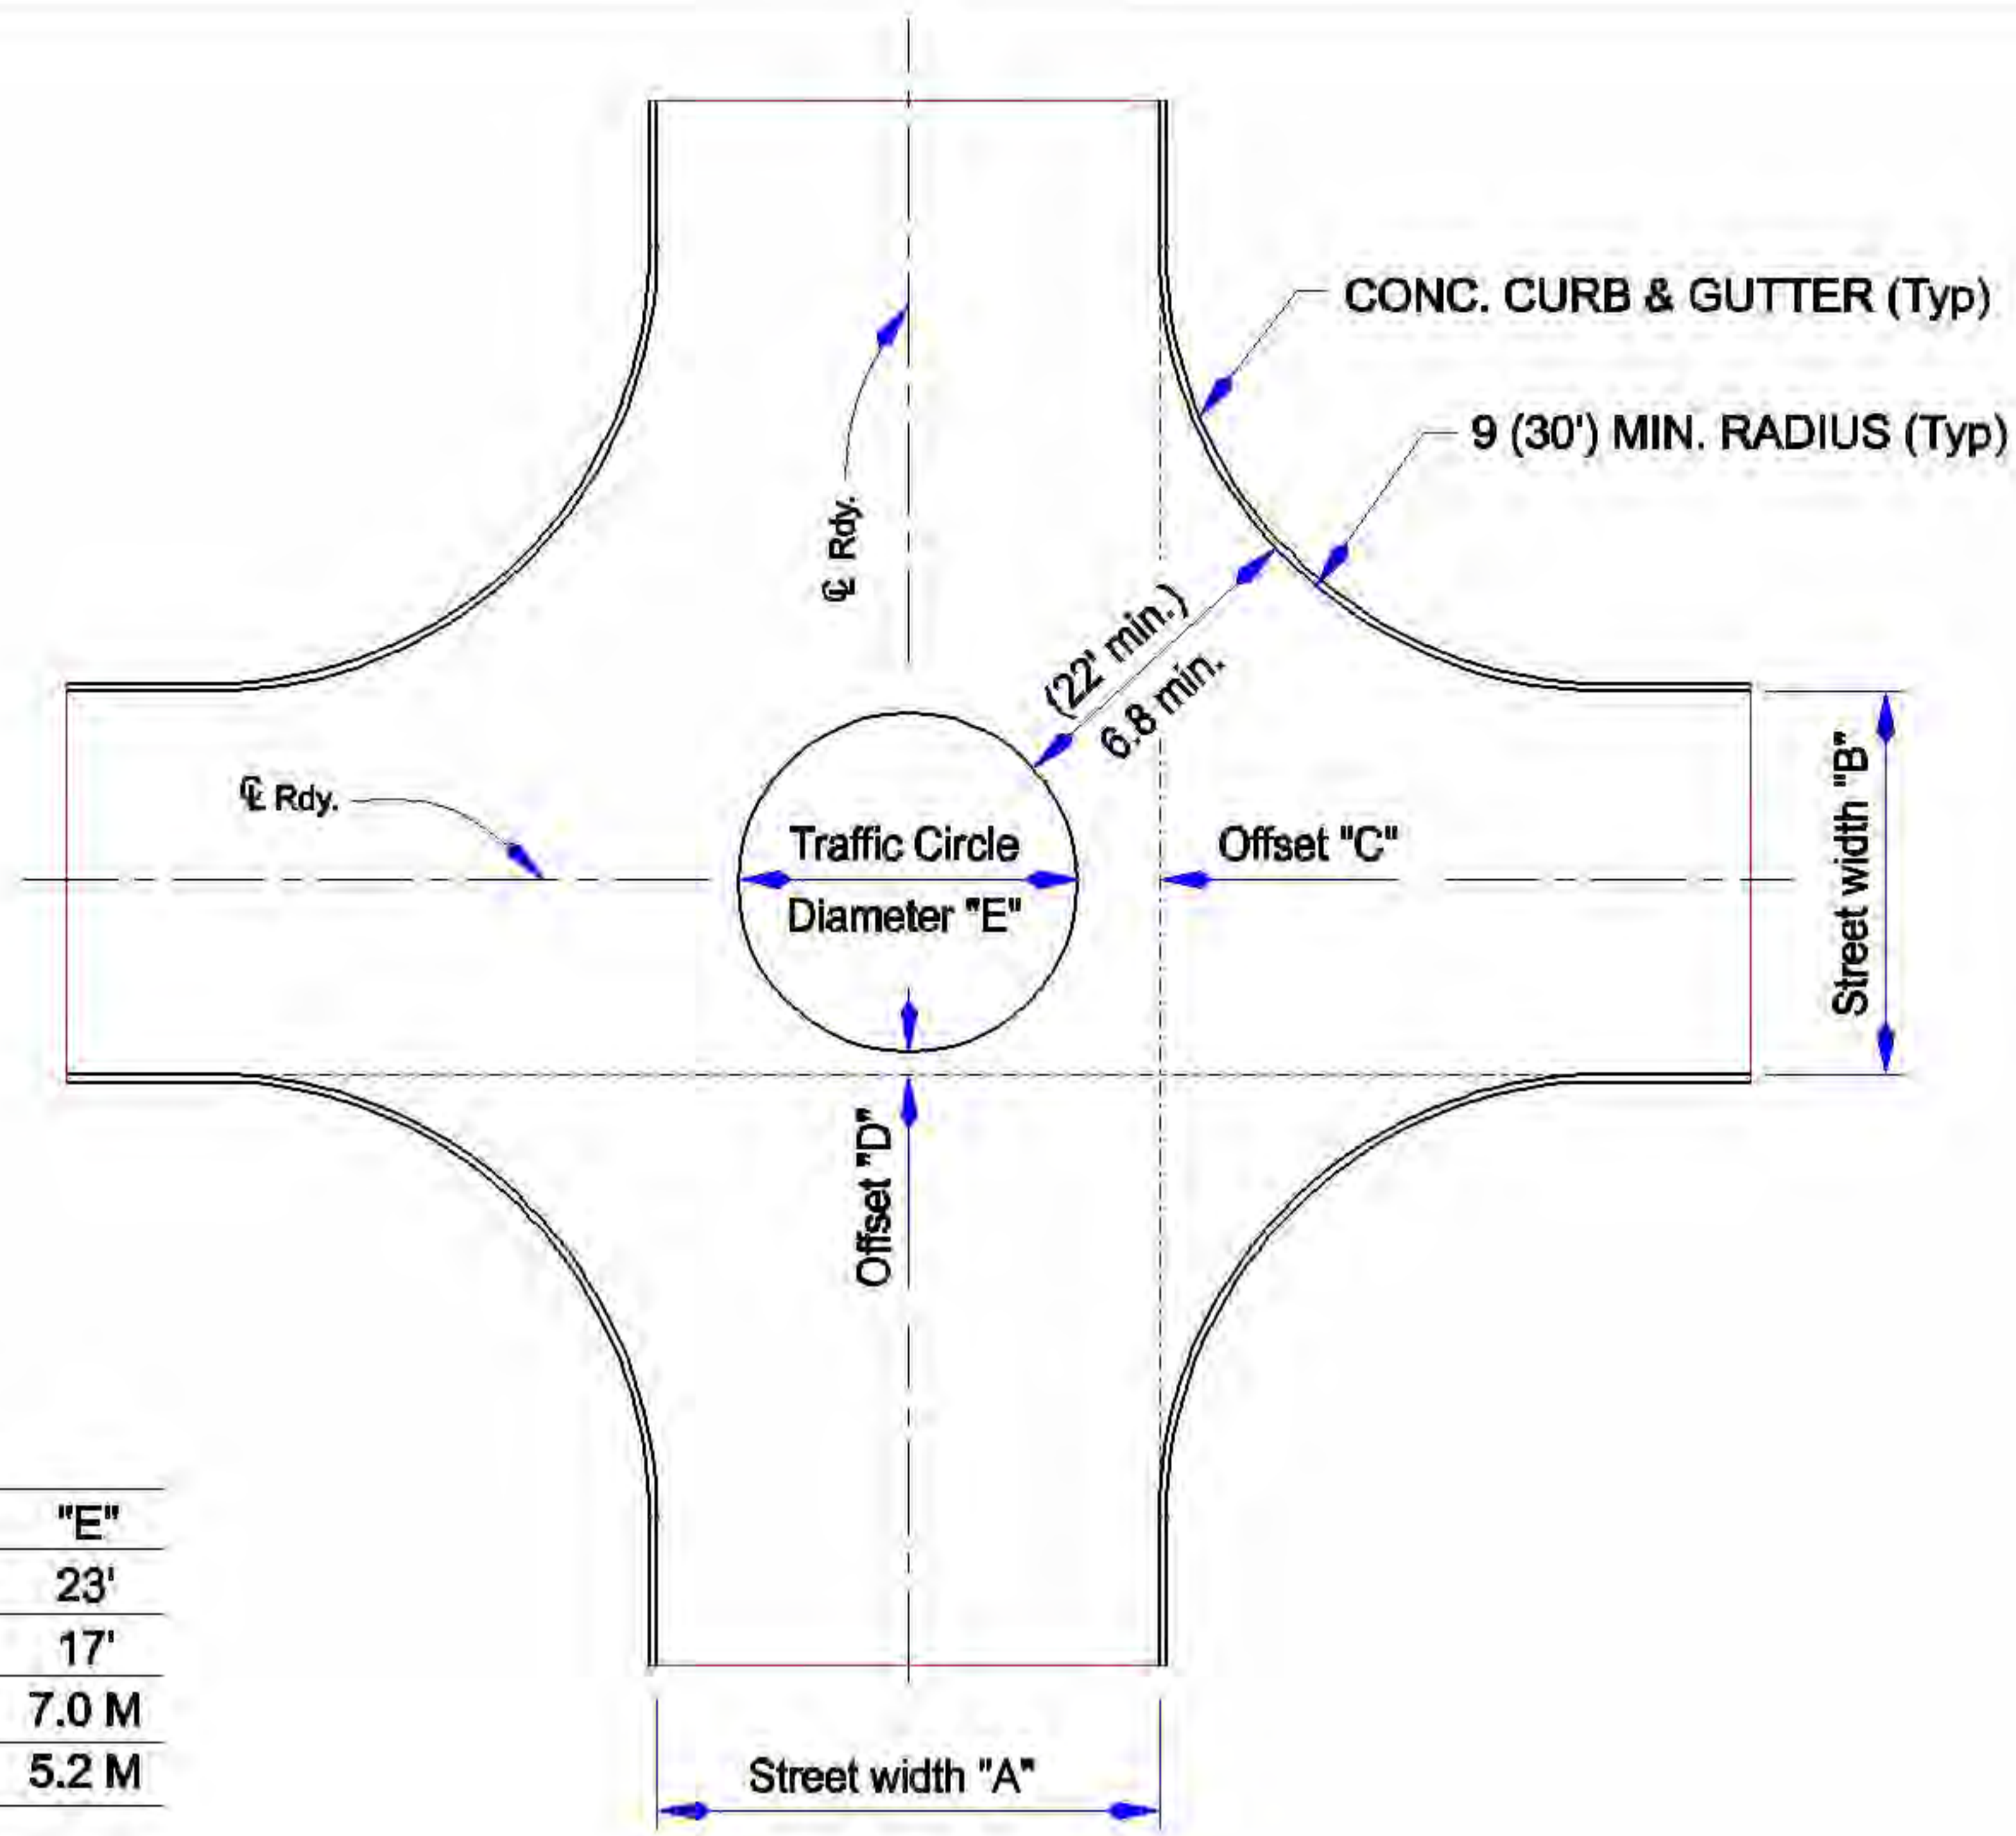 CONC. CURB & GUTTER (Typ)
9 (30') MIN. RADIUS (Typ)
℄ Rdy.
(22' min.)
6.8 min.
℄ Rdy.
Traffic Circle
Diameter "E"
Offset "C"
Street width "B"
Offset "D"
"E"
23'
17'
7.0 M
5.2 M
Street width "A"